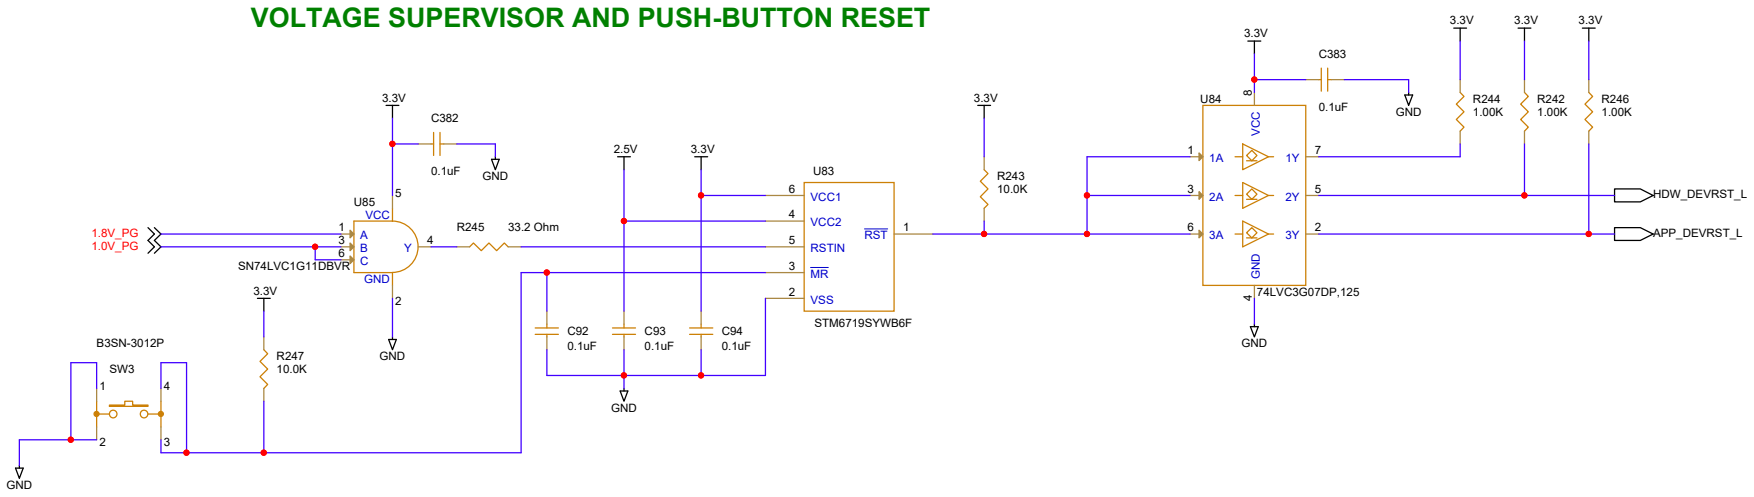 VOLTAGE SUPERVISOR AND PUSH-BUTTON RESET
3.3V
C382
0.1uF
GND
5
U85
VCC
1.8V_PG
1.0V_PG
1
3
6
A
B
C
Y
4
SN74LVC1G11DBVR
GND
2
GND
R245
33.2 Ohm
3.3V
R247
10.0K
B3SN-3012P
SW3
1
4
2
3
GND
2.5V
3.3V
U83
6
VCC1
4
VCC2
5
RSTIN
3
MR
2
VSS
RST
1
STM6719SYWB6F
C92
0.1uF
C93
0.1uF
C94
0.1uF
GND
3.3V
R243
10.0K
3.3V
C383
0.1uF
GND
U84
8
VCC
1
1A
1Y
7
3
2A
2Y
5
6
3A
3Y
2
GND
4
74LVC3G07DP,125
GND
3.3V
3.3V
3.3V
R244
1.00K
R242
1.00K
R246
1.00K
HDW_DEVRST_L
APP_DEVRST_L